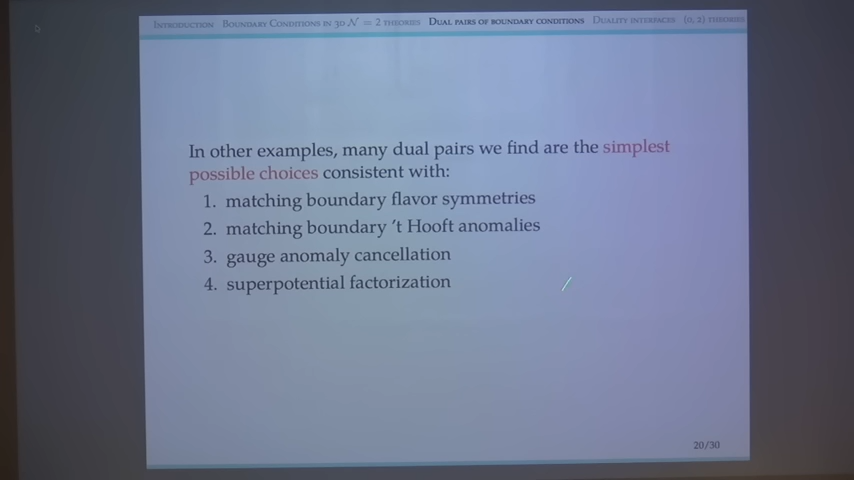 INTRODUCTION BOUNDARY CONDITIONS IN 3D N = 2 THEORIES DUAL PAIRS OF BOUNDARY CONDITIONS DUALITY INTERFACES (0, 2) THEORIES
In other examples, many dual pairs we find are the simplest
possible choices consistent with:
1. matching boundary flavor symmetries
2. matching boundary 't Hooft anomalies
3. gauge anomaly cancellation
4. superpotential factorization
20/30